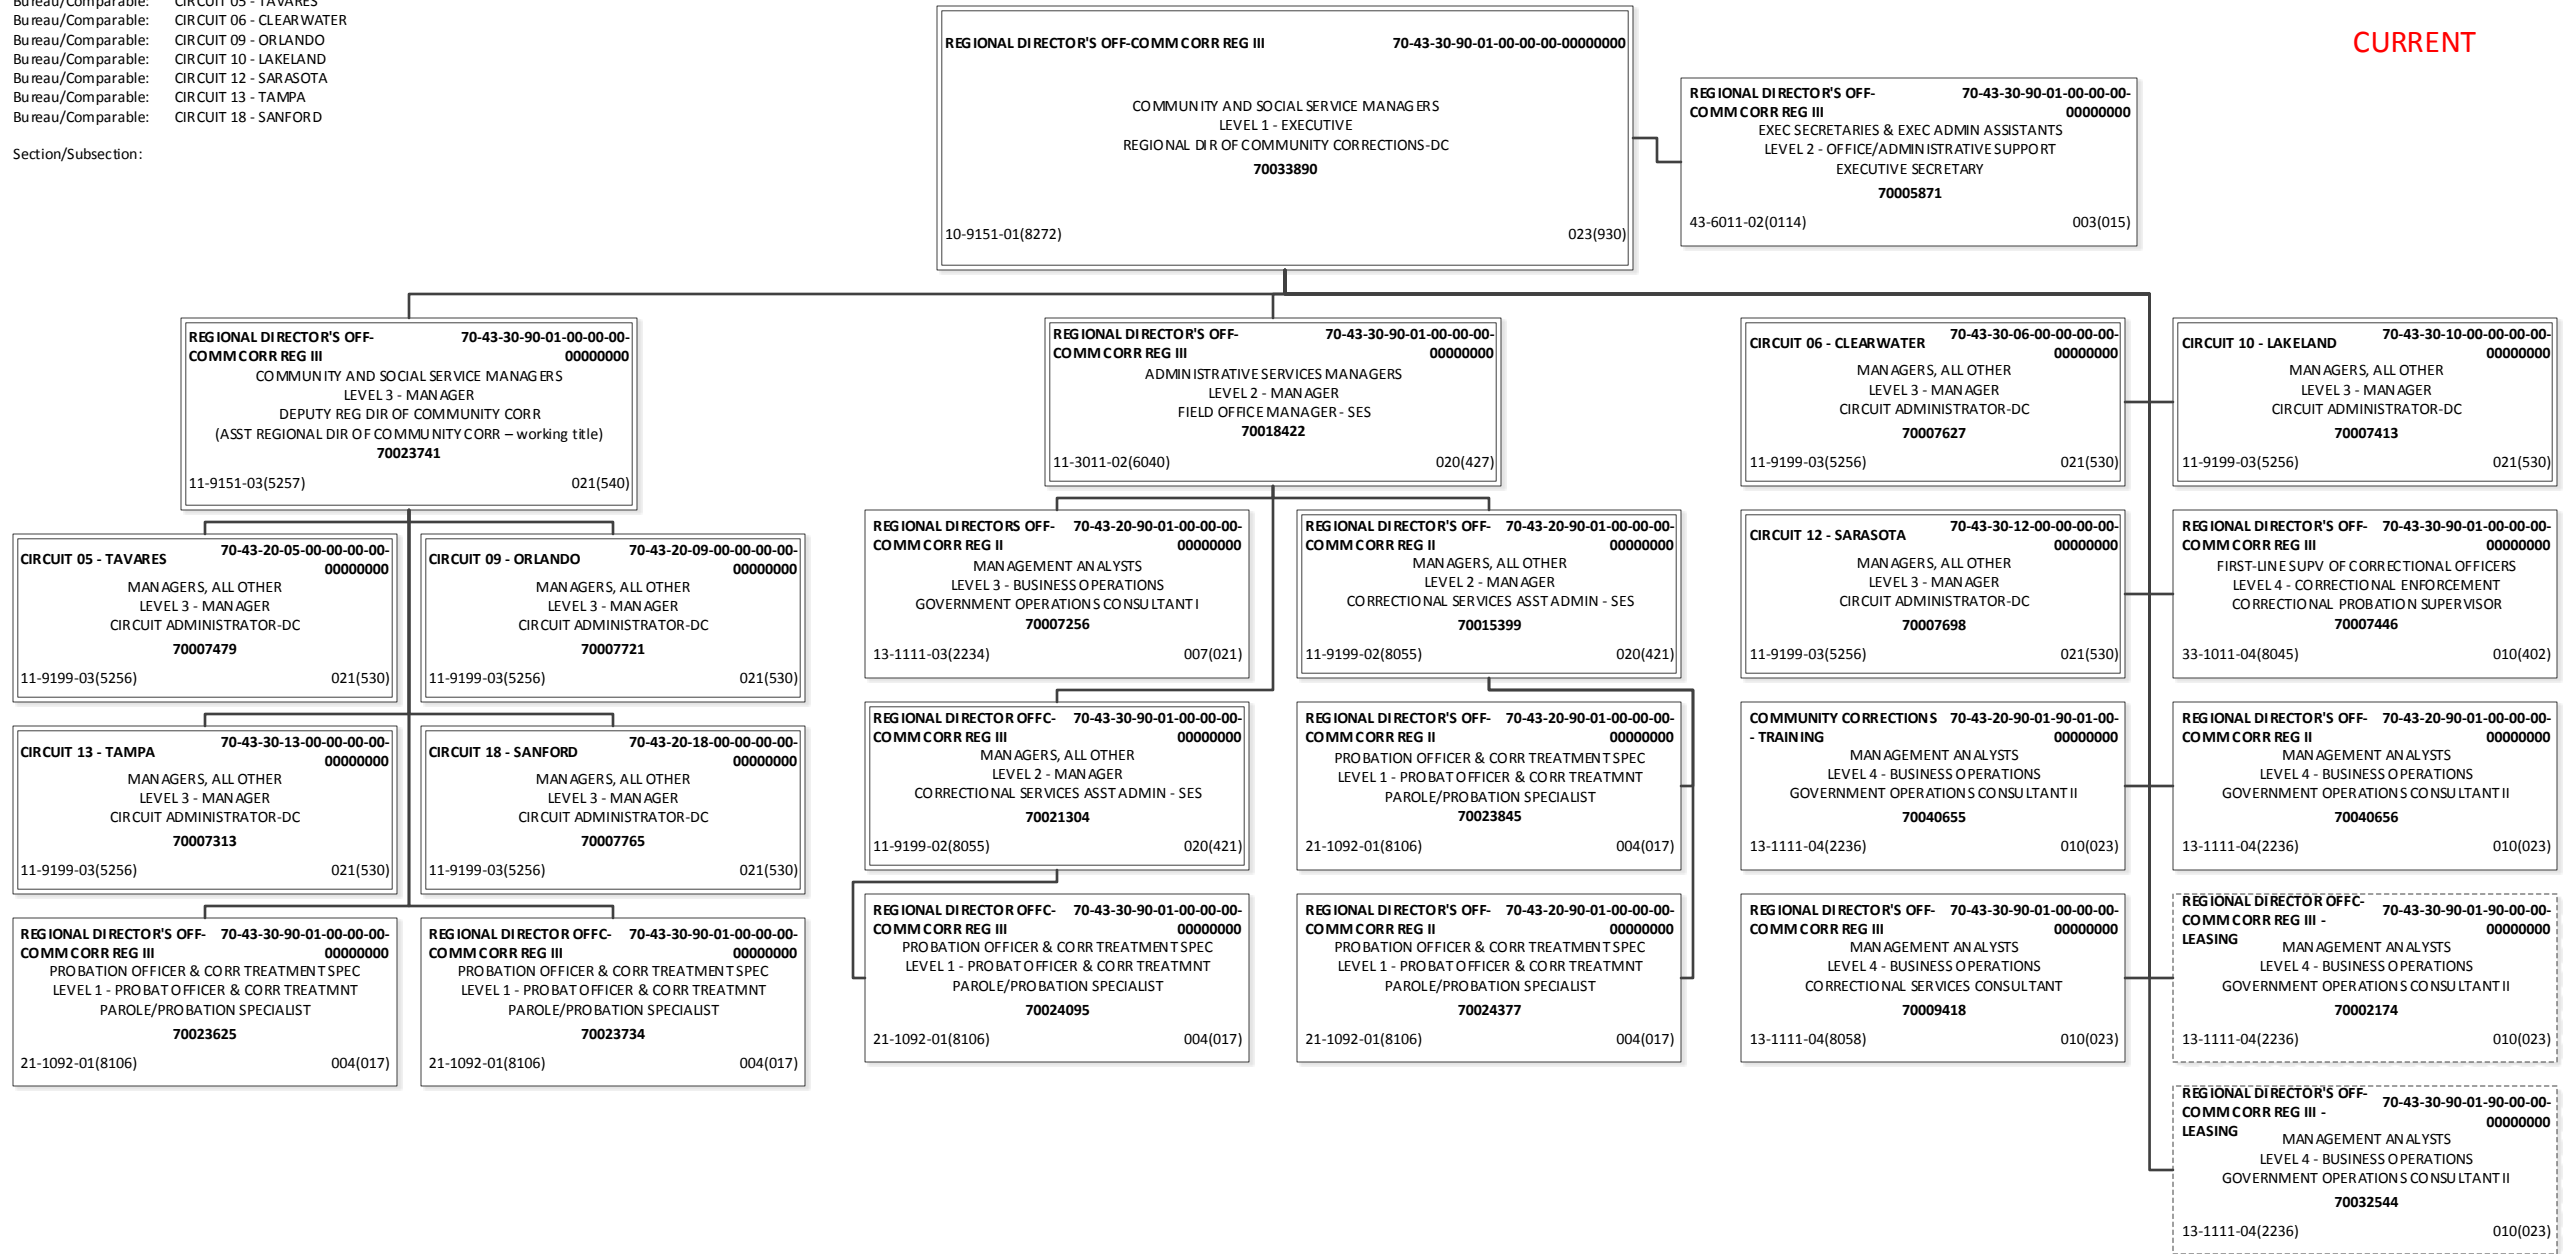 Bureau/Comparable: CIRCUIT 05 - TAVARES
Bureau/Comparable: CIRCUIT 06 - CLEARWATER
Bureau/Comparable: CIRCUIT 09 - ORLANDO
Bureau/Comparable: CIRCUIT 10 - LAKELAND
Bureau/Comparable: CIRCUIT 12 - SARASOTA
Bureau/Comparable: CIRCUIT 13 - TAMPA
Bureau/Comparable: CIRCUIT 18 - SANFORD
Section/Subsection:
CURRENT
REGIONAL DIRECTOR'S OFF-COMM CORR REG III 70-43-30-90-01-00-00-00-00000000
COMMUNITY AND SOCIAL SERVICE MANAGERS
LEVEL 1 - EXECUTIVE
REGIONAL DIR OF COMMUNITY CORRECTIONS-DC
70033890
10-9151-01(8272) 023(930)
REGIONAL DIRECTOR'S OFF- 70-43-30-90-01-00-00-00-
COMM CORR REG III 00000000
EXEC SECRETARIES & EXEC ADMIN ASSISTANTS
LEVEL 2 - OFFICE/ADMINISTRATIVE SUPPORT
EXECUTIVE SECRETARY
70005871
43-6011-02(0114) 003(015)
REGIONAL DIRECTOR'S OFF- 70-43-30-90-01-00-00-00-
COMM CORR REG III 00000000
COMMUNITY AND SOCIAL SERVICE MANAGERS
LEVEL 3 - MANAGER
DEPUTY REG DIR OF COMMUNITY CORR
(ASST REGIONAL DIR OF COMMUNITY CORR – working title)
70023741
11-9151-03(5257) 021(540)
REGIONAL DIRECTOR'S OFF- 70-43-30-90-01-00-00-00-
COMM CORR REG III 00000000
ADMINISTRATIVE SERVICES MANAGERS
LEVEL 2 - MANAGER
FIELD OFFICE MANAGER - SES
70018422
11-3011-02(6040) 020(427)
CIRCUIT 06 - CLEARWATER 70-43-30-06-00-00-00-00-
00000000
MANAGERS, ALL OTHER
LEVEL 3 - MANAGER
CIRCUIT ADMINISTRATOR-DC
70007627
11-9199-03(5256) 021(530)
CIRCUIT 10 - LAKELAND 70-43-30-10-00-00-00-00-
00000000
MANAGERS, ALL OTHER
LEVEL 3 - MANAGER
CIRCUIT ADMINISTRATOR-DC
70007413
11-9199-03(5256) 021(530)
CIRCUIT 05 - TAVARES 70-43-20-05-00-00-00-00-
00000000
MANAGERS, ALL OTHER
LEVEL 3 - MANAGER
CIRCUIT ADMINISTRATOR-DC
70007479
11-9199-03(5256) 021(530)
CIRCUIT 09 - ORLANDO 70-43-20-09-00-00-00-00-
00000000
MANAGERS, ALL OTHER
LEVEL 3 - MANAGER
CIRCUIT ADMINISTRATOR-DC
70007721
11-9199-03(5256) 021(530)
REGIONAL DIRECTORS OFF- 70-43-20-90-01-00-00-00-
COMM CORR REG II 00000000
MANAGEMENT ANALYSTS
LEVEL 3 - BUSINESS OPERATIONS
GOVERNMENT OPERATIONS CONSULTANT I
70007256
13-1111-03(2234) 007(021)
REGIONAL DIRECTOR'S OFF- 70-43-20-90-01-00-00-00-
COMM CORR REG II 00000000
MANAGERS, ALL OTHER
LEVEL 2 - MANAGER
CORRECTIONAL SERVICES ASST ADMIN - SES
70015399
11-9199-02(8055) 020(421)
CIRCUIT 12 - SARASOTA 70-43-30-12-00-00-00-00-
00000000
MANAGERS, ALL OTHER
LEVEL 3 - MANAGER
CIRCUIT ADMINISTRATOR-DC
70007698
11-9199-03(5256) 021(530)
REGIONAL DIRECTOR'S OFF- 70-43-30-90-01-00-00-00-
COMM CORR REG III 00000000
FIRST-LINE SUPV OF CORRECTIONAL OFFICERS
LEVEL 4 - CORRECTIONAL ENFORCEMENT
CORRECTIONAL PROBATION SUPERVISOR
70007446
33-1011-04(8045) 010(402)
CIRCUIT 13 - TAMPA 70-43-30-13-00-00-00-00-
00000000
MANAGERS, ALL OTHER
LEVEL 3 - MANAGER
CIRCUIT ADMINISTRATOR-DC
70007313
11-9199-03(5256) 021(530)
CIRCUIT 18 - SANFORD 70-43-20-18-00-00-00-00-
00000000
MANAGERS, ALL OTHER
LEVEL 3 - MANAGER
CIRCUIT ADMINISTRATOR-DC
70007765
11-9199-03(5256) 021(530)
REGIONAL DIRECTOR OFFC- 70-43-30-90-01-00-00-00-
COMM CORR REG III 00000000
MANAGERS, ALL OTHER
LEVEL 2 - MANAGER
CORRECTIONAL SERVICES ASST ADMIN - SES
70021304
11-9199-02(8055) 020(421)
REGIONAL DIRECTOR'S OFF- 70-43-20-90-01-00-00-00-
COMM CORR REG II 00000000
PROBATION OFFICER & CORR TREATMENT SPEC
LEVEL 1 - PROBAT OFFICER & CORR TREATMNT
PAROLE/PROBATION SPECIALIST
70023845
21-1092-01(8106) 004(017)
COMMUNITY CORRECTIONS 70-43-20-90-01-90-01-00-
- TRAINING 00000000
MANAGEMENT ANALYSTS
LEVEL 4 - BUSINESS OPERATIONS
GOVERNMENT OPERATIONS CONSULTANT II
70040655
13-1111-04(2236) 010(023)
REGIONAL DIRECTOR'S OFF- 70-43-20-90-01-00-00-00-
COMM CORR REG II 00000000
MANAGEMENT ANALYSTS
LEVEL 4 - BUSINESS OPERATIONS
GOVERNMENT OPERATIONS CONSULTANT II
70040656
13-1111-04(2236) 010(023)
REGIONAL DIRECTOR'S OFF- 70-43-30-90-01-00-00-00-
COMM CORR REG III 00000000
PROBATION OFFICER & CORR TREATMENT SPEC
LEVEL 1 - PROBAT OFFICER & CORR TREATMNT
PAROLE/PROBATION SPECIALIST
70023625
21-1092-01(8106) 004(017)
REGIONAL DIRECTOR OFFC- 70-43-30-90-01-00-00-00-
COMM CORR REG III 00000000
PROBATION OFFICER & CORR TREATMENT SPEC
LEVEL 1 - PROBAT OFFICER & CORR TREATMNT
PAROLE/PROBATION SPECIALIST
70023734
21-1092-01(8106) 004(017)
REGIONAL DIRECTOR OFFC- 70-43-30-90-01-00-00-00-
COMM CORR REG III 00000000
PROBATION OFFICER & CORR TREATMENT SPEC
LEVEL 1 - PROBAT OFFICER & CORR TREATMNT
PAROLE/PROBATION SPECIALIST
70024095
21-1092-01(8106) 004(017)
REGIONAL DIRECTOR'S OFF- 70-43-20-90-01-00-00-00-
COMM CORR REG II 00000000
PROBATION OFFICER & CORR TREATMENT SPEC
LEVEL 1 - PROBAT OFFICER & CORR TREATMNT
PAROLE/PROBATION SPECIALIST
70024377
21-1092-01(8106) 004(017)
REGIONAL DIRECTOR'S OFF- 70-43-30-90-01-00-00-00-
COMM CORR REG III 00000000
MANAGEMENT ANALYSTS
LEVEL 4 - BUSINESS OPERATIONS
CORRECTIONAL SERVICES CONSULTANT
70009418
13-1111-04(8058) 010(023)
REGIONAL DIRECTOR OFFC-
COMM CORR REG III - 70-43-30-90-01-90-00-00-
LEASING 00000000
MANAGEMENT ANALYSTS
LEVEL 4 - BUSINESS OPERATIONS
GOVERNMENT OPERATIONS CONSULTANT II
70002174
13-1111-04(2236) 010(023)
REGIONAL DIRECTOR'S OFF-
COMM CORR REG III - 70-43-30-90-01-90-00-00-
LEASING 00000000
MANAGEMENT ANALYSTS
LEVEL 4 - BUSINESS OPERATIONS
GOVERNMENT OPERATIONS CONSULTANT II
70032544
13-1111-04(2236) 010(023)